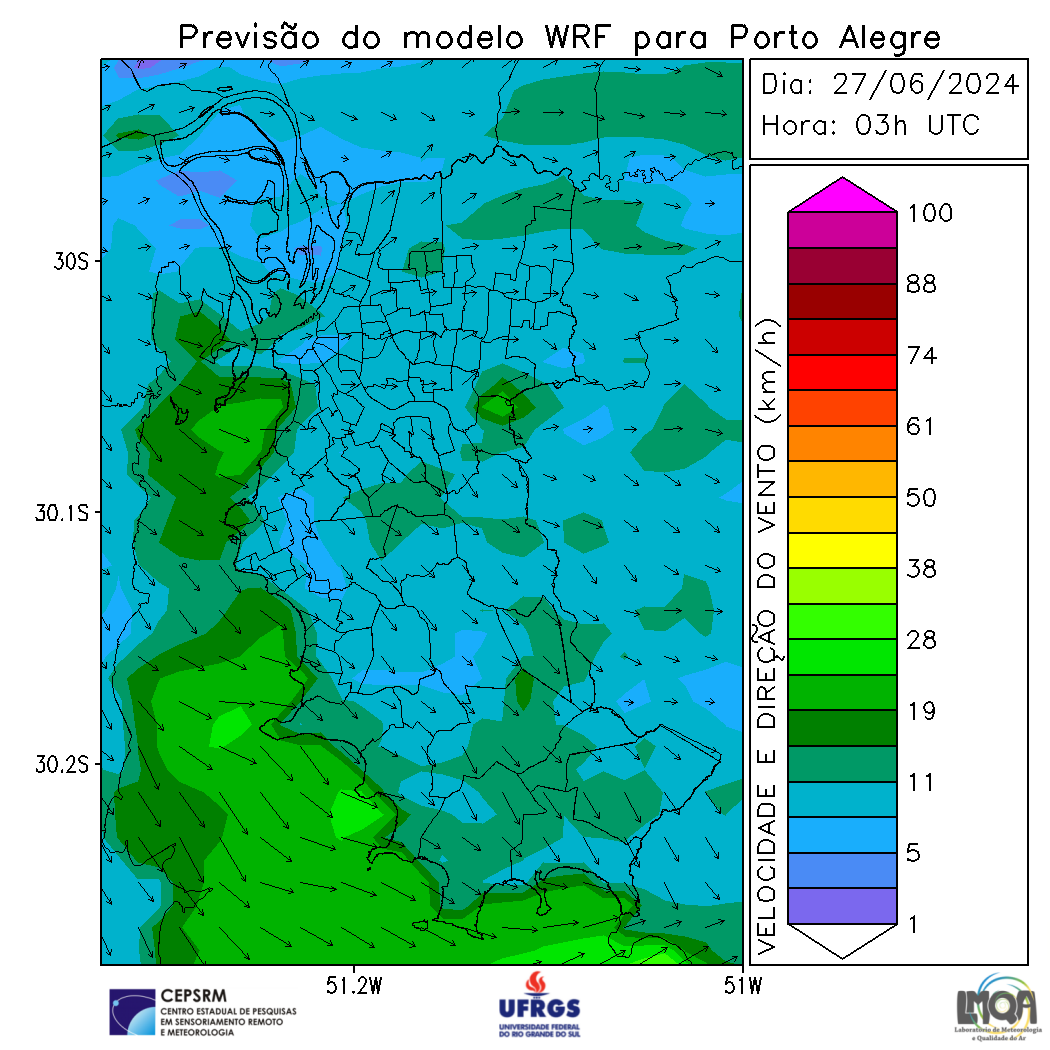 Previsão do modelo WRF para Porto Alegre
Dia: 27/06/2024
Hora: 03h UTC
30S
30.1S
30.2S
51.2W
51W
VELOCIDADE E DIREÇÃO DO VENTO (km/h)
100
88
74
61
50
38
28
19
11
5
1
CEPSRM
CENTRO ESTADUAL DE PESQUISAS
EM SENSORIAMENTO REMOTO
E METEOROLOGIA
UFRGS
UNIVERSIDADE FEDERAL
DO RIO GRANDE DO SUL
LMQA
Laboratório de Meteorologia
e Qualidade do Ar